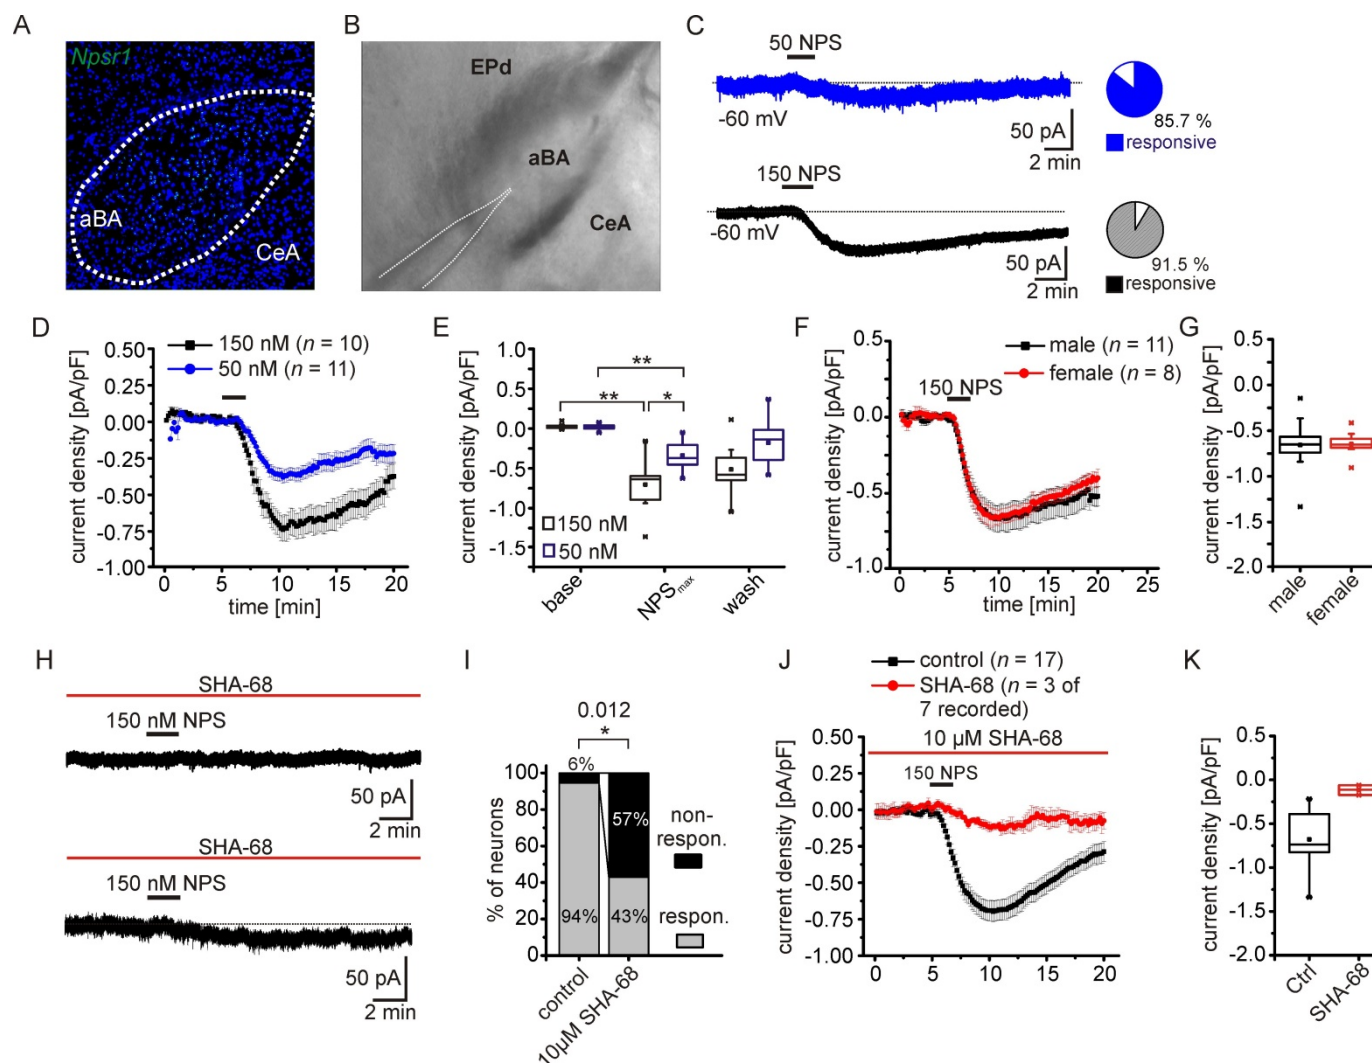 A
Npsr1
aBA
CeA
B
EPd
aBA
CeA
C
50 NPS
-60 mV
50 pA
2 min
85.7 %
responsive
150 NPS
-60 mV
50 pA
2 min
91.5 %
responsive
D
150 nM (n = 10)
50 nM (n = 11)
current density [pA/pF]
0.50
0.25
0.00
-0.25
-0.50
-0.75
-1.00
0
5
10
15
20
time [min]
E
current density [pA/pF]
1.0
0.5
0.0
-0.5
-1.0
-1.5
**
**
*
150 nM
50 nM
base
NPSmax
wash
F
male (n = 11)
female (n = 8)
150 NPS
current density [pA/pF]
0.5
0.0
-0.5
-1.0
0
5
10
15
20
25
time [min]
G
current density [pA/pF]
0.5
0.0
-0.5
-1.0
-1.5
-2.0
male
female
H
SHA-68
150 nM NPS
50 pA
2 min
SHA-68
150 nM NPS
50 pA
2 min
I
0.012
*
% of neurons
100
80
60
40
20
0
6%
94%
57%
43%
non-
respon.
respon.
control
10µM SHA-68
J
control (n = 17)
SHA-68 (n = 3 of
7 recorded)
10 µM SHA-68
150 NPS
current density [pA/pF]
0.50
0.25
0.00
-0.25
-0.50
-0.75
-1.00
0
5
10
15
20
time [min]
K
current density [pA/pF]
0.5
0.0
-0.5
-1.0
-1.5
-2.0
Ctrl
SHA-68